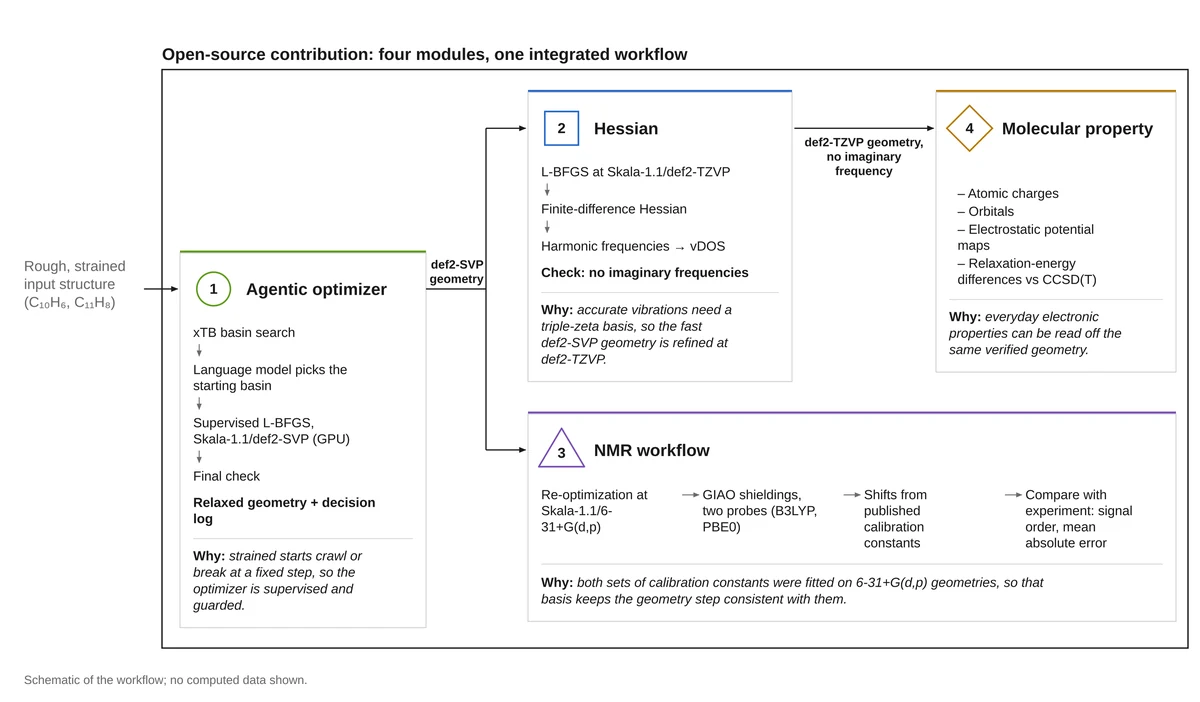 Open-source contribution: four modules, one integrated workflow
Rough, strained
input structure
(C₁₀H₆, C₁₁H₈)
1
Agentic optimizer
xTB basin search
↓
Language model picks the
starting basin
↓
Supervised L-BFGS,
Skala-1.1/def2-SVP (GPU)
↓
Final check
Relaxed geometry + decision
log
Why: strained starts crawl or
break at a fixed step, so the
optimizer is supervised and
guarded.
def2-SVP
geometry
2
Hessian
L-BFGS at Skala-1.1/def2-TZVP
↓
Finite-difference Hessian
↓
Harmonic frequencies → vDOS
Check: no imaginary frequencies
Why: accurate vibrations need a
triple-zeta basis, so the fast
def2-SVP geometry is refined at
def2-TZVP.
def2-TZVP geometry,
no imaginary
frequency
4
Molecular property
– Atomic charges
– Orbitals
– Electrostatic potential
maps
– Relaxation-energy
differences vs CCSD(T)
Why: everyday electronic
properties can be read off the
same verified geometry.
3
NMR workflow
Re-optimization at
Skala-1.1/6-
31+G(d,p)
→
GIAO shieldings,
two probes (B3LYP,
PBE0)
→
Shifts from
published
calibration
constants
→
Compare with
experiment: signal
order, mean
absolute error
Why: both sets of calibration constants were fitted on 6-31+G(d,p) geometries, so that
basis keeps the geometry step consistent with them.
Schematic of the workflow; no computed data shown.